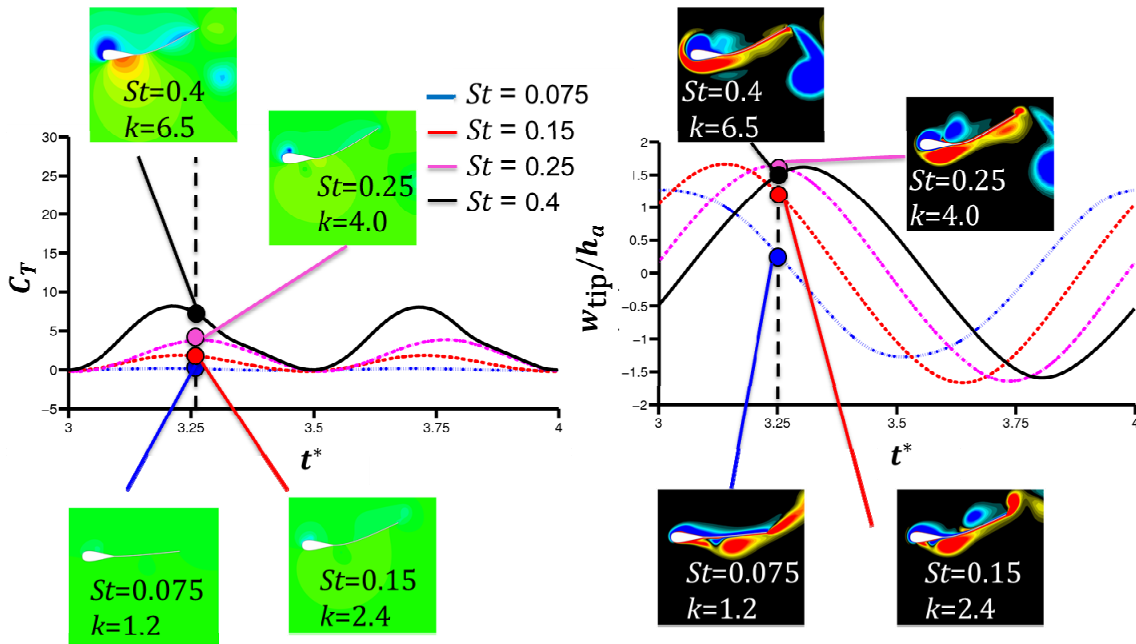 St=0.4
k=6.5
St=0.25
k=4.0
St = 0.075
St = 0.15
St = 0.25
St = 0.4
C_T
30
25
20
15
10
5
0
−5
3
3.25
3.5
3.75
4
t*
St=0.075
k=1.2
St=0.15
k=2.4
St=0.4
k=6.5
St=0.25
k=4.0
w_tip/h_a
2
1.5
1
0.5
0
−0.5
−1
−1.5
−2
3
3.25
3.5
3.75
4
t*
St=0.075
k=1.2
St=0.15
k=2.4